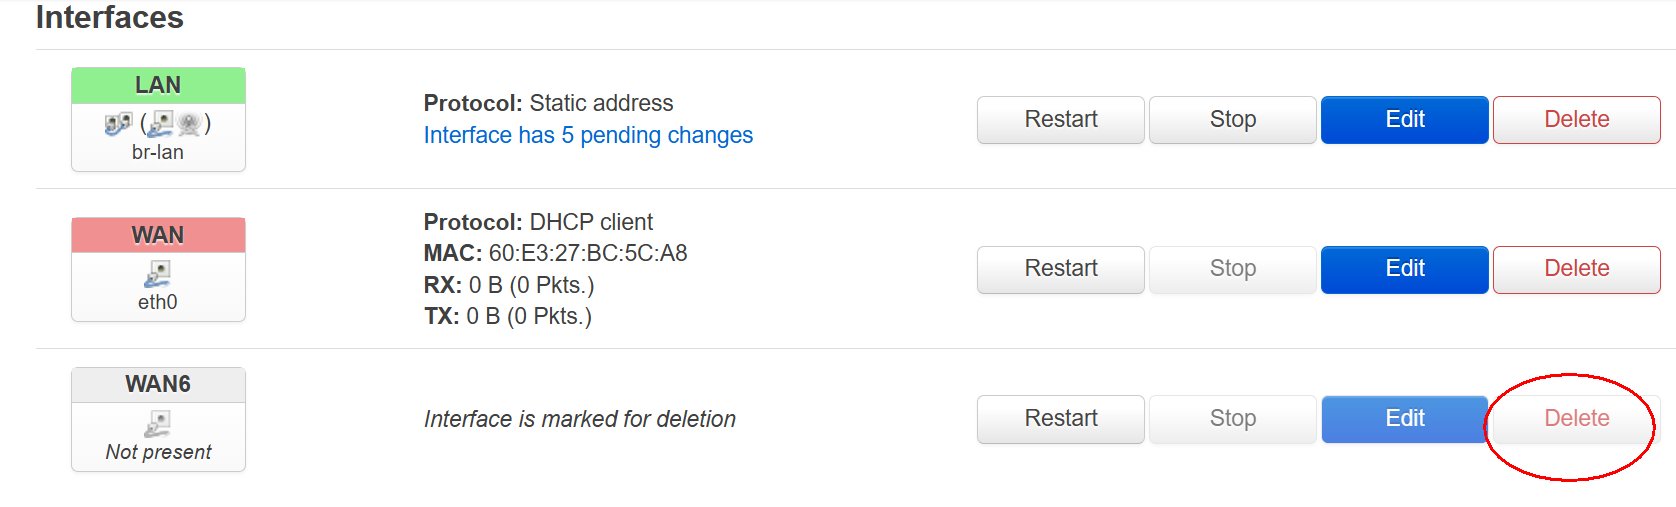 Interfaces
LAN
( )
br-lan
Protocol: Static address
Interface has 5 pending changes
Restart
Stop
Edit
Delete
WAN
eth0
Protocol: DHCP client
MAC: 60:E3:27:BC:5C:A8
RX: 0 B (0 Pkts.)
TX: 0 B (0 Pkts.)
Restart
Stop
Edit
Delete
WAN6
Not present
Interface is marked for deletion
Restart
Stop
Edit
Delete